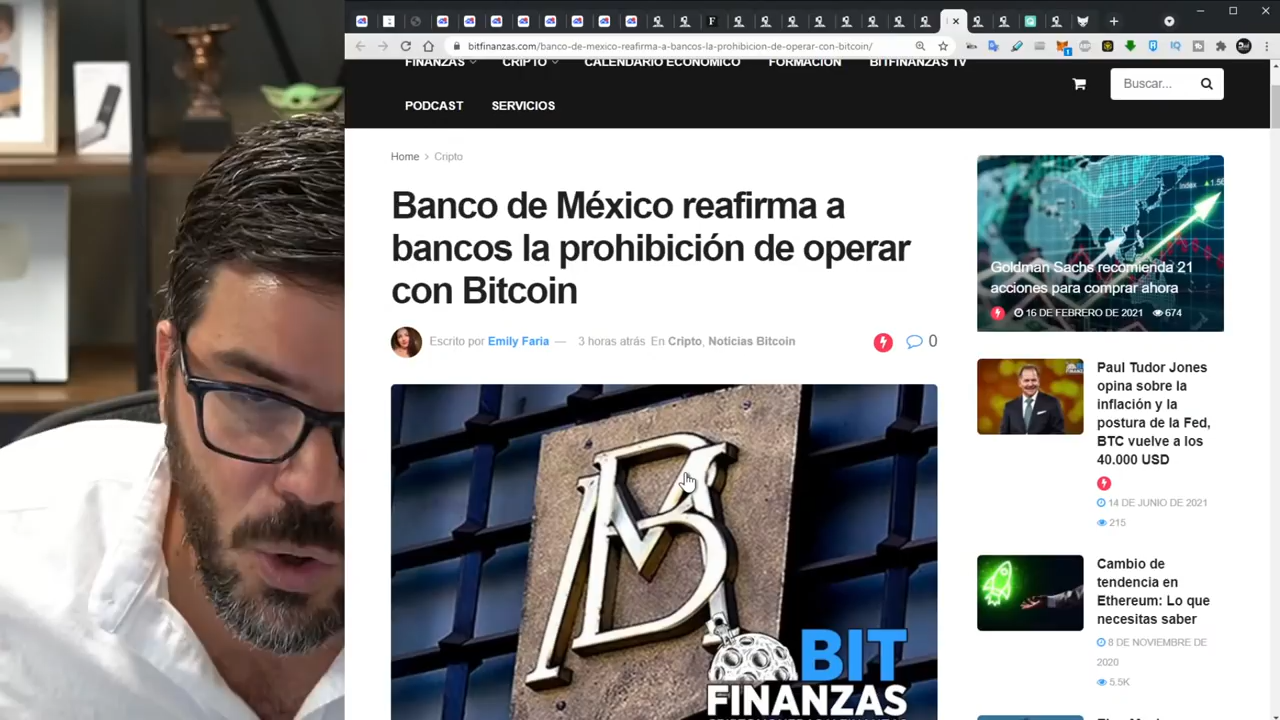 bitfinanzas.com/banco-de-mexico-reafirma-a-bancos-la-prohibicion-de-operar-con-bitcoin/
FINANZAS CRIPTO CALENDARIO ECONÓMICO FORMACIÓN BITFINANZAS TV
PODCAST SERVICIOS
Buscar...
Home > Cripto
Banco de México reafirma a
bancos la prohibición de operar
con Bitcoin
Escrito por Emily Faria — 3 horas atrás En Cripto, Noticias Bitcoin
0
BIT
FINANZAS
Index ▲1.56
Goldman Sachs recomienda 21
acciones para comprar ahora
16 DE FEBRERO DE 2021 674
Paul Tudor Jones
opina sobre la
inflación y la
postura de la Fed,
BTC vuelve a los
40.000 USD
14 DE JUNIO DE 2021
215
Cambio de
tendencia en
Ethereum: Lo que
necesitas saber
8 DE NOVIEMBRE DE
2020
5.5K